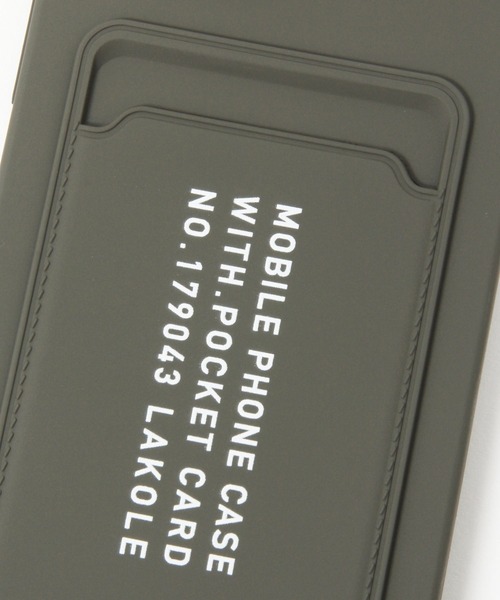 MOBILE PHONE CASE
WITH.POCKET CARD
NO.179043 LAKOLE